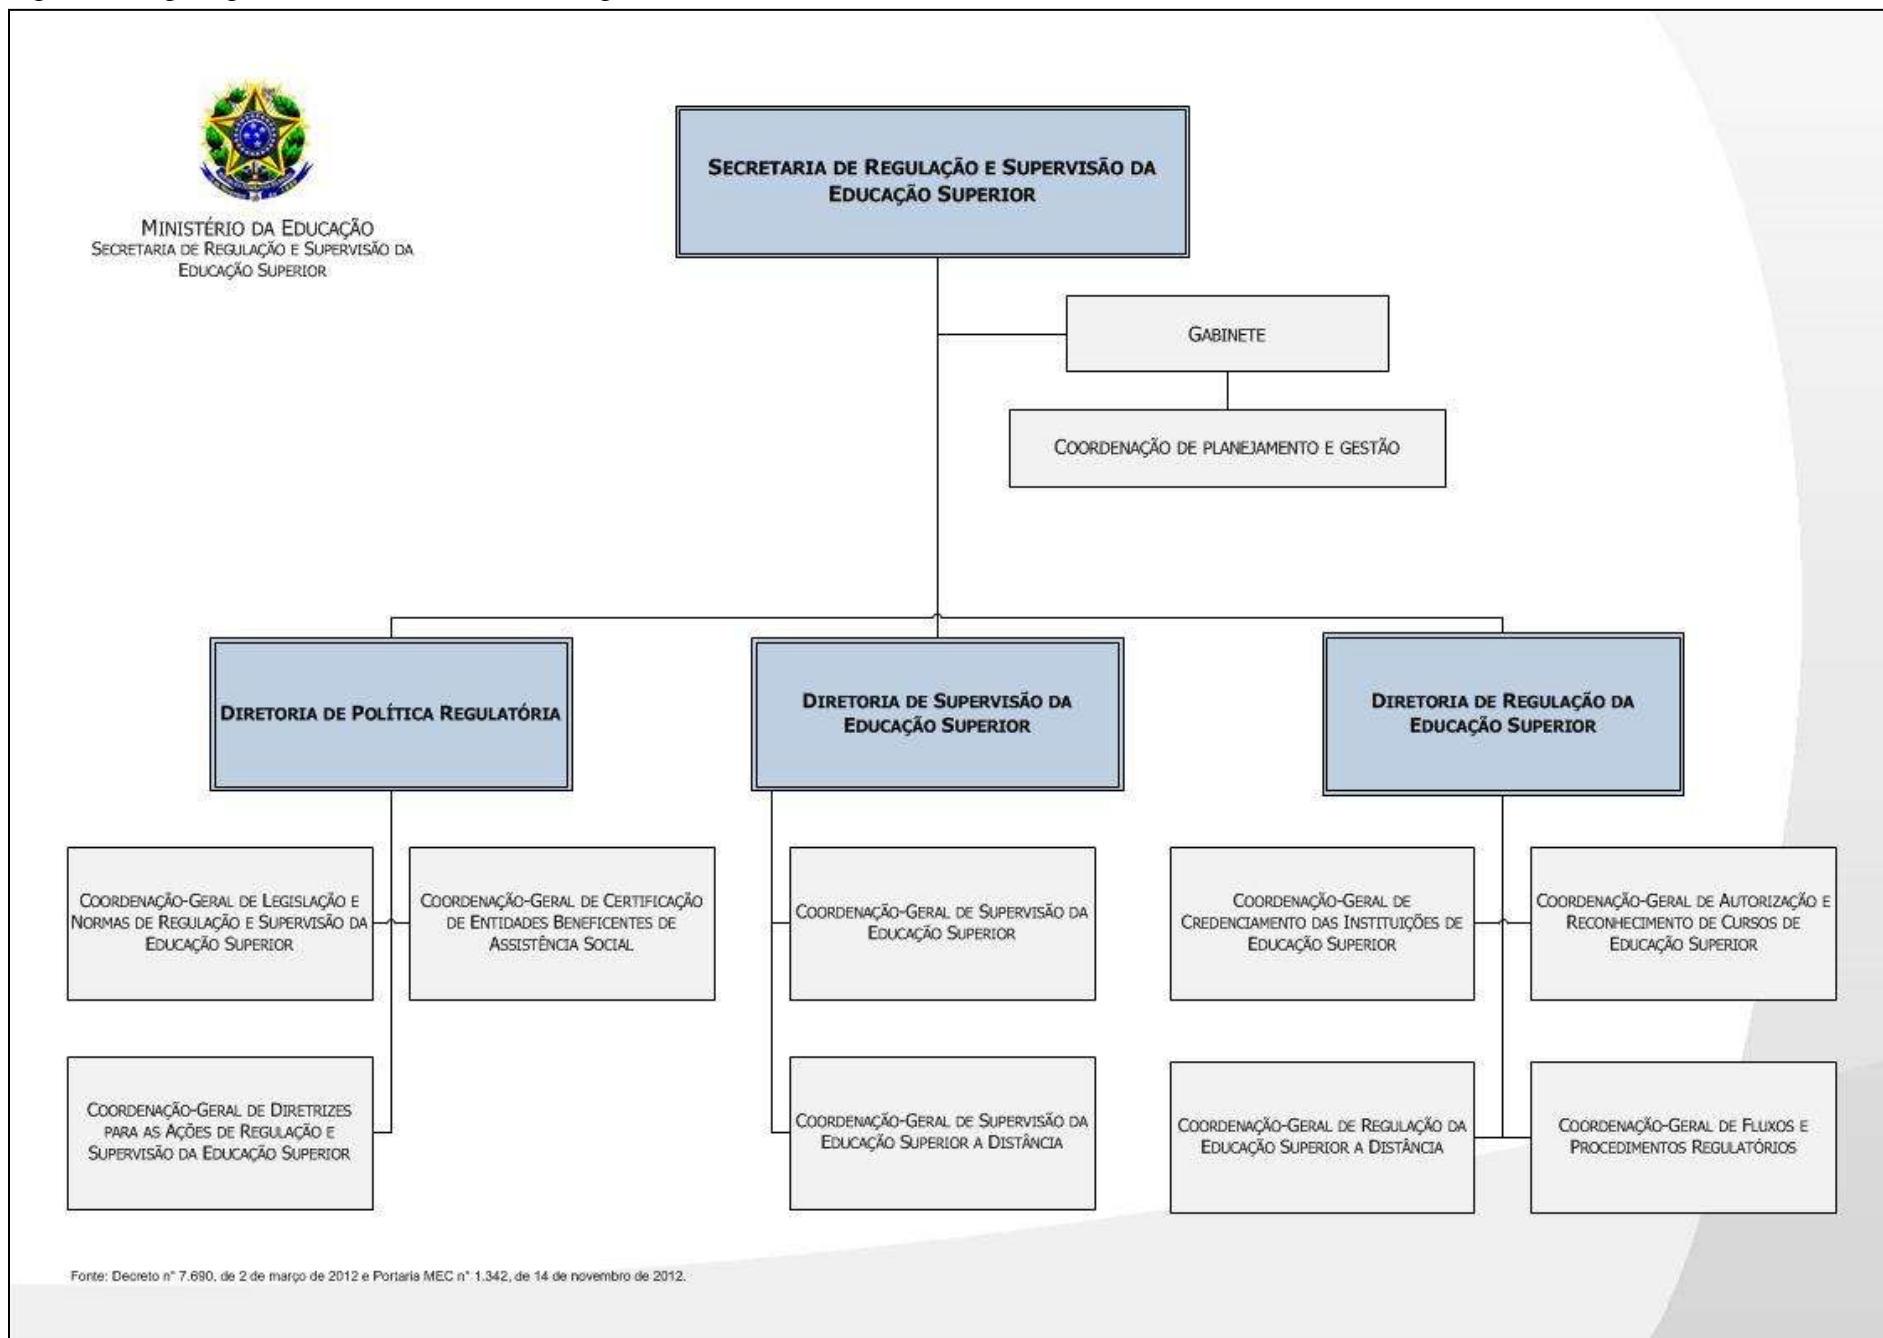 MINISTÉRIO DA EDUCAÇÃO
SECRETARIA DE REGULAÇÃO E SUPERVISÃO DA
EDUCAÇÃO SUPERIOR
SECRETARIA DE REGULAÇÃO E SUPERVISÃO DA
EDUCAÇÃO SUPERIOR
GABINETE
COORDENAÇÃO DE PLANEJAMENTO E GESTÃO
DIRETORIA DE POLÍTICA REGULATÓRIA
DIRETORIA DE SUPERVISÃO DA
EDUCAÇÃO SUPERIOR
DIRETORIA DE REGULAÇÃO DA
EDUCAÇÃO SUPERIOR
COORDENAÇÃO-GERAL DE LEGISLAÇÃO E
NORMAS DE REGULAÇÃO E SUPERVISÃO DA
EDUCAÇÃO SUPERIOR
COORDENAÇÃO-GERAL DE CERTIFICAÇÃO
DE ENTIDADES BENEFICENTES DE
ASSISTÊNCIA SOCIAL
COORDENAÇÃO-GERAL DE SUPERVISÃO DA
EDUCAÇÃO SUPERIOR
COORDENAÇÃO-GERAL DE
CREDENCIAMENTO DAS INSTITUIÇÕES DE
EDUCAÇÃO SUPERIOR
COORDENAÇÃO-GERAL DE AUTORIZAÇÃO E
RECONHECIMENTO DE CURSOS DE
EDUCAÇÃO SUPERIOR
COORDENAÇÃO-GERAL DE DIRETRIZES
PARA AS AÇÕES DE REGULAÇÃO E
SUPERVISÃO DA EDUCAÇÃO SUPERIOR
COORDENAÇÃO-GERAL DE SUPERVISÃO DA
EDUCAÇÃO SUPERIOR A DISTÂNCIA
COORDENAÇÃO-GERAL DE REGULAÇÃO DA
EDUCAÇÃO SUPERIOR A DISTÂNCIA
COORDENAÇÃO-GERAL DE FLUXOS E
PROCEDIMENTOS REGULATÓRIOS
Fonte: Decreto n° 7.690, de 2 de março de 2012 e Portaria MEC n° 1.342, de 14 de novembro de 2012.